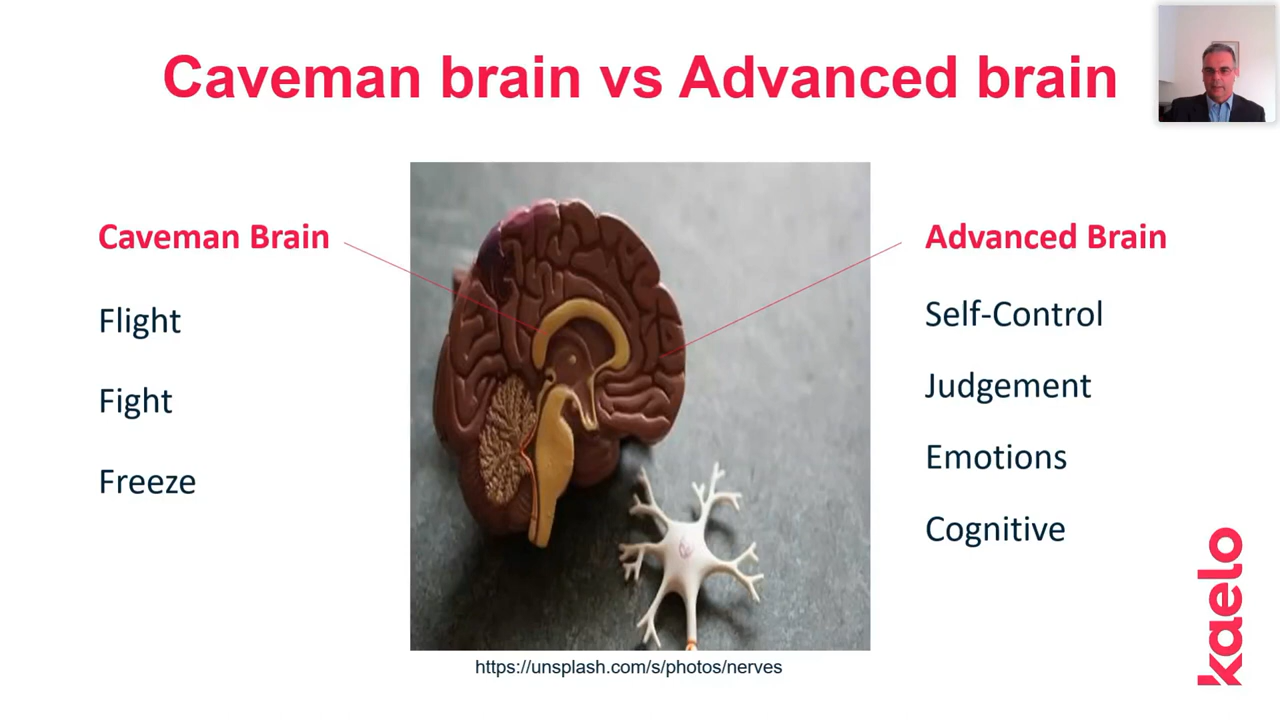 Caveman brain vs Advanced brain
Caveman Brain
Flight
Fight
Freeze
Advanced Brain
Self-Control
Judgement
Emotions
Cognitive
https://unsplash.com/s/photos/nerves
kaelo